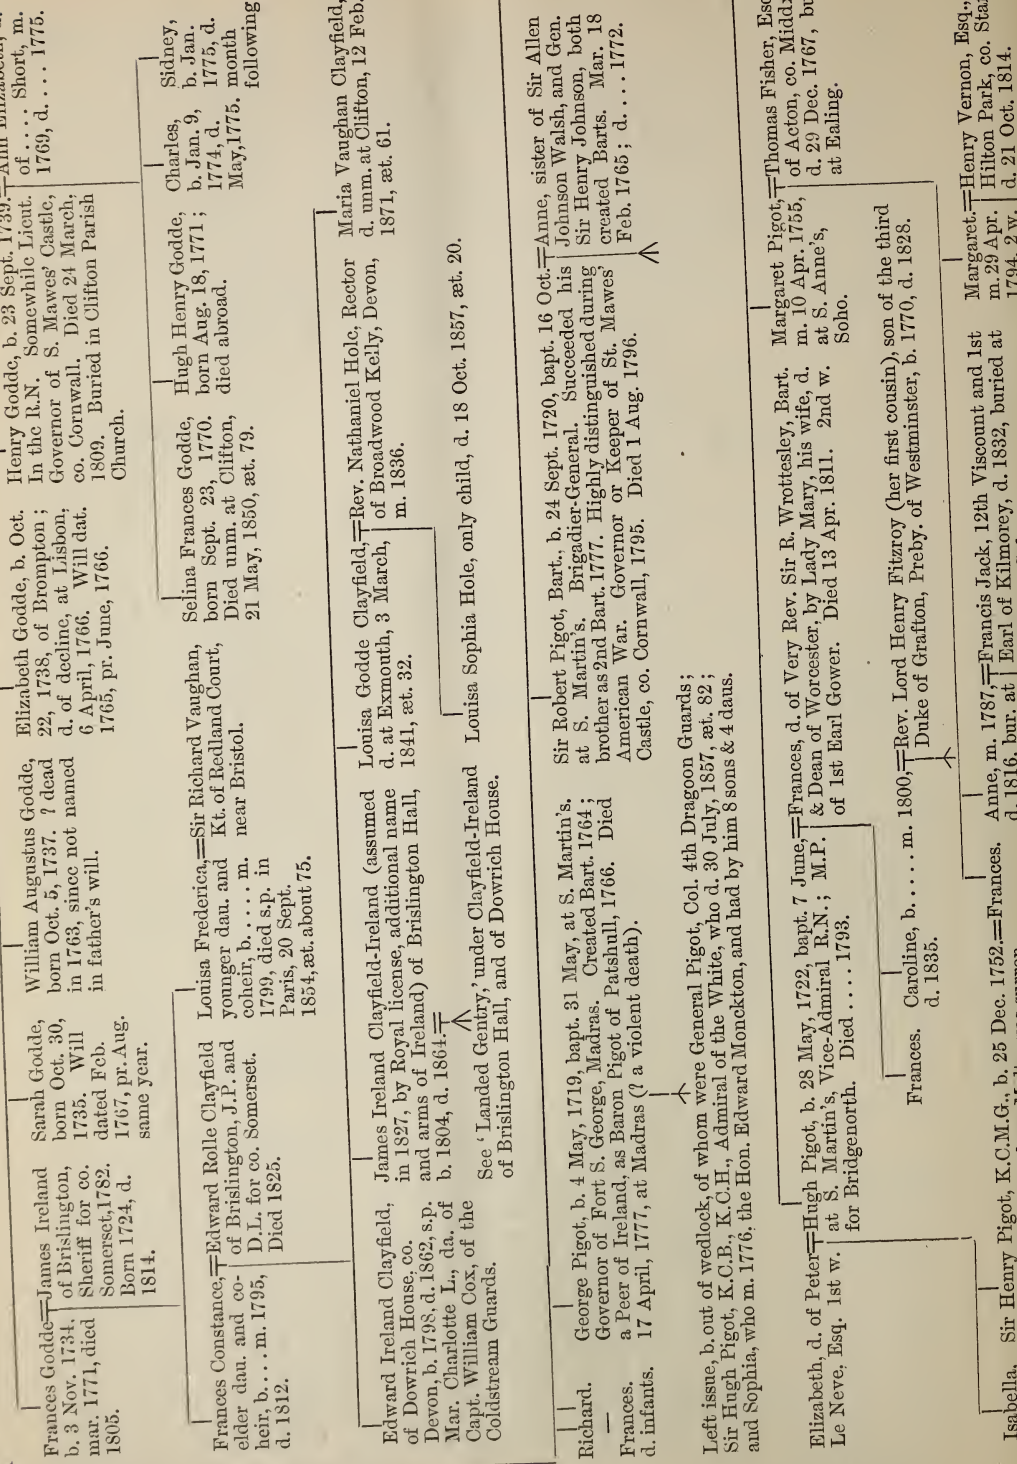 Frances Godde=James Ireland
b. 3 Nov. 1734,
mar. 1771, died
1805.
of Brislington,
Sheriff for co.
Somerset, 1782.
Born 1724, d.
1814.
Sarah Godde,
born Oct. 30,
1735. Will
dated Feb.
1767, pr. Aug.
same year.
William Augustus Godde,
born Oct. 5, 1737. ? dead
in 1763, since not named
in father's will.
Elizabeth Godde, b. Oct.
22, 1738, of Brompton;
d. of decline, at Lisbon,
6 April, 1766. Will dat.
1765, pr. June, 1766.
Henry Godde, b. 23 Sept. 1739.=Ann Elizabeth,
In the R.N. Somewhile Lieut.
Governor of S. Mawes' Castle,
co. Cornwall. Died 24 March,
1809. Buried in Clifton Parish
Church.
of .... Short, m.
1769, d. .... 1775.
Frances Constance,=Edward Rolle Clayfield
elder dau. and co-
heir, b. .... m. 1795,
d. 1812.
of Brislington, J.P. and
D.L. for co. Somerset.
Died 1825.
Louisa Frederica,=Sir Richard Vaughan,
younger dau. and
coheir, b. .... m.
1799, died s.p. in
Paris, 20 Sept.
1854, æt. about 75.
Kt. of Redland Court,
near Bristol.
Selina Frances Godde,
born Sept. 23, 1770.
Died unm. at Clifton,
21 May, 1850, æt. 79.
Hugh Henry Godde,
born Aug. 18, 1771;
died abroad.
Charles,
b. Jan. 9,
1774, d.
May, 1775.
Sidney,
b. Jan.
1775, d.
month
following
Edward Ireland Clayfield,
of Dowrich House, co.
Devon, b. 1798, d. 1862, s.p.
Mar. Charlotte L., da. of
Capt. William Cox, of the
Coldstream Guards.
James Ireland Clayfield-Ireland (assumed
in 1827, by Royal license, additional name
and arms of Ireland) of Brislington Hall,
b. 1804, d. 1864.=
See 'Landed Gentry,' under Clayfield-Ireland
of Brislington Hall, and of Dowrich House.
Louisa Godde Clayfield,=Rev. Nathaniel Hole, Rector
d. at Exmouth, 3 March,
1841, æt. 32.
of Broadwood Kelly, Devon,
m. 1836.
Maria Vaughan Clayfield,
d. unm. at Clifton, 12 Feb.
1871, æt. 61.
Louisa Sophia Hole, only child, d. 18 Oct. 1857, æt. 20.
Richard.
—
Frances.
d. infants.
George Pigot, b. 4 May, 1719, bapt. 31 May, at S. Martin's.
Governor of Fort S. George, Madras. Created Bart. 1764;
a Peer of Ireland, as Baron Pigot of Patshull, 1766. Died
17 April, 1777, at Madras (? a violent death).
Sir Robert Pigot, Bart., b. 24 Sept. 1720, bapt. 16 Oct.=Anne, sister of Sir Allen
at S. Martin's. Brigadier-General. Succeeded his
brother as 2nd Bart. 1777. Highly distinguished during
American War. Governor or Keeper of St. Mawes'
Castle, co. Cornwall, 1795. Died 1 Aug. 1796.
Johnson Walsh, and Gen.
Sir Henry Johnson, both
created Barts. Mar. 18
Feb. 1765; d. .... 1772.
Left issue, b. out of wedlock, of whom were General Pigot, Col. 4th Dragon Guards;
Sir Hugh Pigot, K.C.B., K.C.H., Admiral of the White, who d. 30 July, 1857, æt. 82;
and Sophia, who m. 1776, the Hon. Edward Monckton, and had by him 8 sons & 4 daus.
Elizabeth, d. of Peter=Hugh Pigot, b. 28 May, 1722, bapt. 7 June,=Frances, d. of Very Rev. Sir R. Wrottesley, Bart.
Le Neve, Esq. 1st w.
at S. Martin's, Vice-Admiral R.N.; M.P.
for Bridgenorth. Died .... 1793.
& Dean of Worcester, by Lady Mary, his wife, d.
of 1st Earl Gower. Died 13 Apr. 1811. 2nd w.
Margaret Pigot,=Thomas Fisher, Esq
m. 10 Apr. 1755,
at S. Anne's,
Soho.
of Acton, co. Midd
d. 29 Dec. 1767, bu
at Ealing.
Frances.
Caroline, b. .... m. 1800,=Rev. Lord Henry Fitzroy (her first cousin), son of the third
d. 1835.
Duke of Grafton, Preby. of Westminster, b. 1770, d. 1828.
Isabella.
Sir Henry Pigot, K.C.M.G., b. 25 Dec. 1752.=Frances.
Anne, m. 1787,=Francis Jack, 12th Viscount and 1st
d. 1816, bur. at
Earl of Kilmorey, d. 1832, buried at
Margaret.=Henry Vernon, Esq.,
m. 29 Apr.
1794. 2 w.
Hilton Park, co. Sta
d. 21 Oct. 1814.